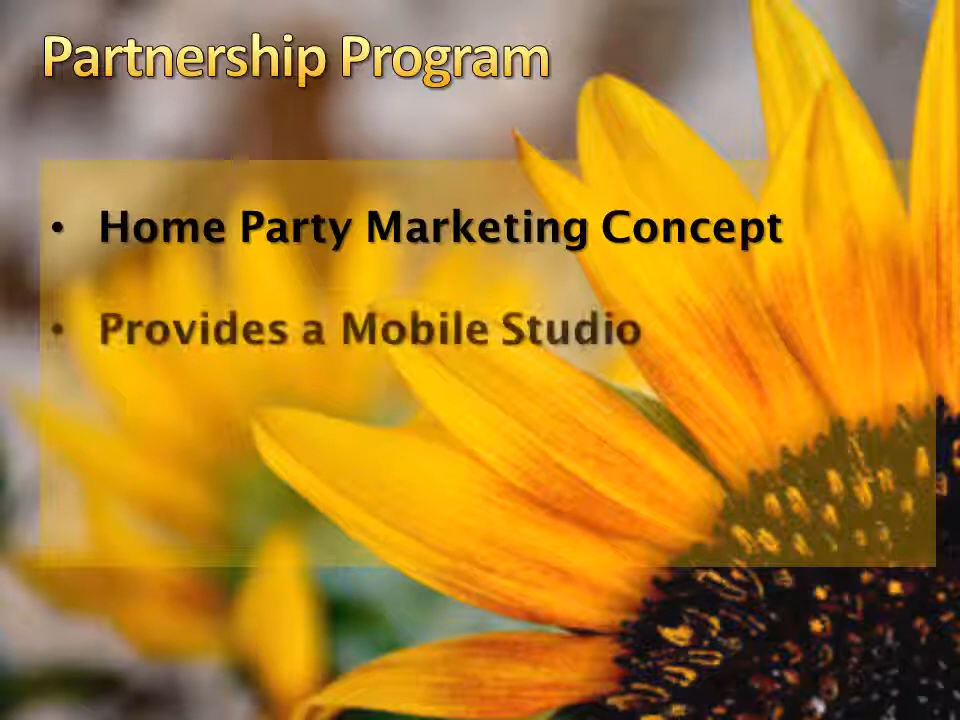 Partnership Program
• Home Party Marketing Concept
• Provides a Mobile Studio